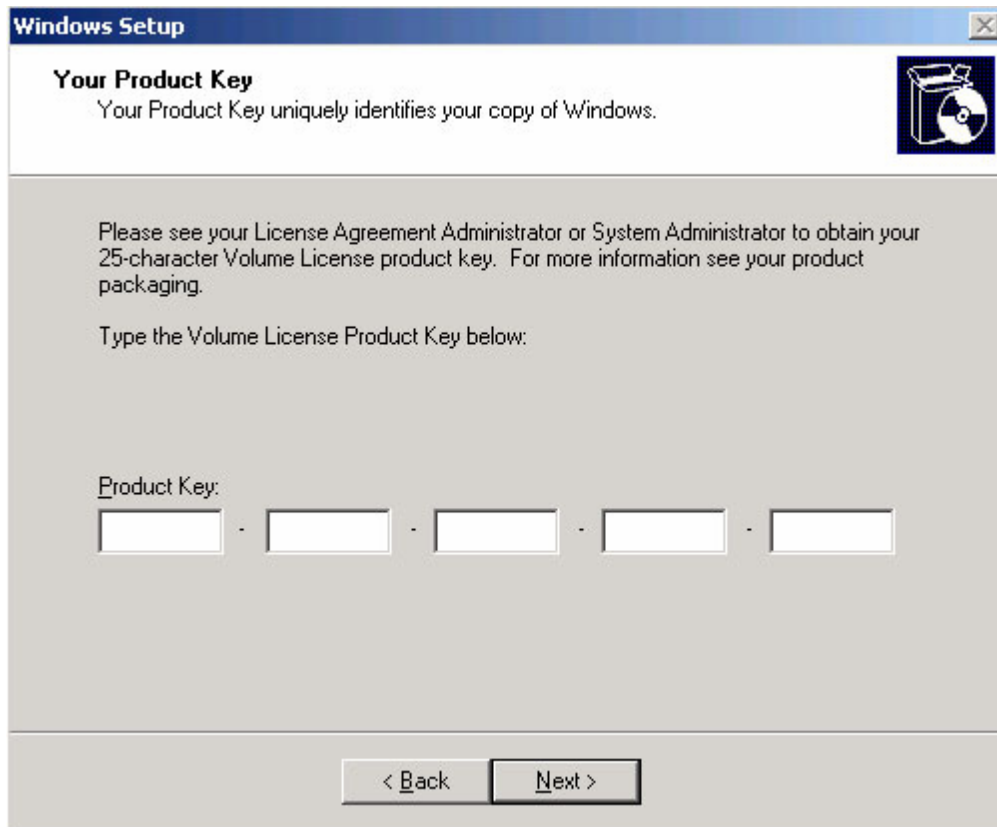 Windows Setup
Your Product Key
Your Product Key uniquely identifies your copy of Windows.
Please see your License Agreement Administrator or System Administrator to obtain your
25-character Volume License product key.  For more information see your product
packaging.
Type the Volume License Product Key below:
Product Key:
- - - -
< Back Next >